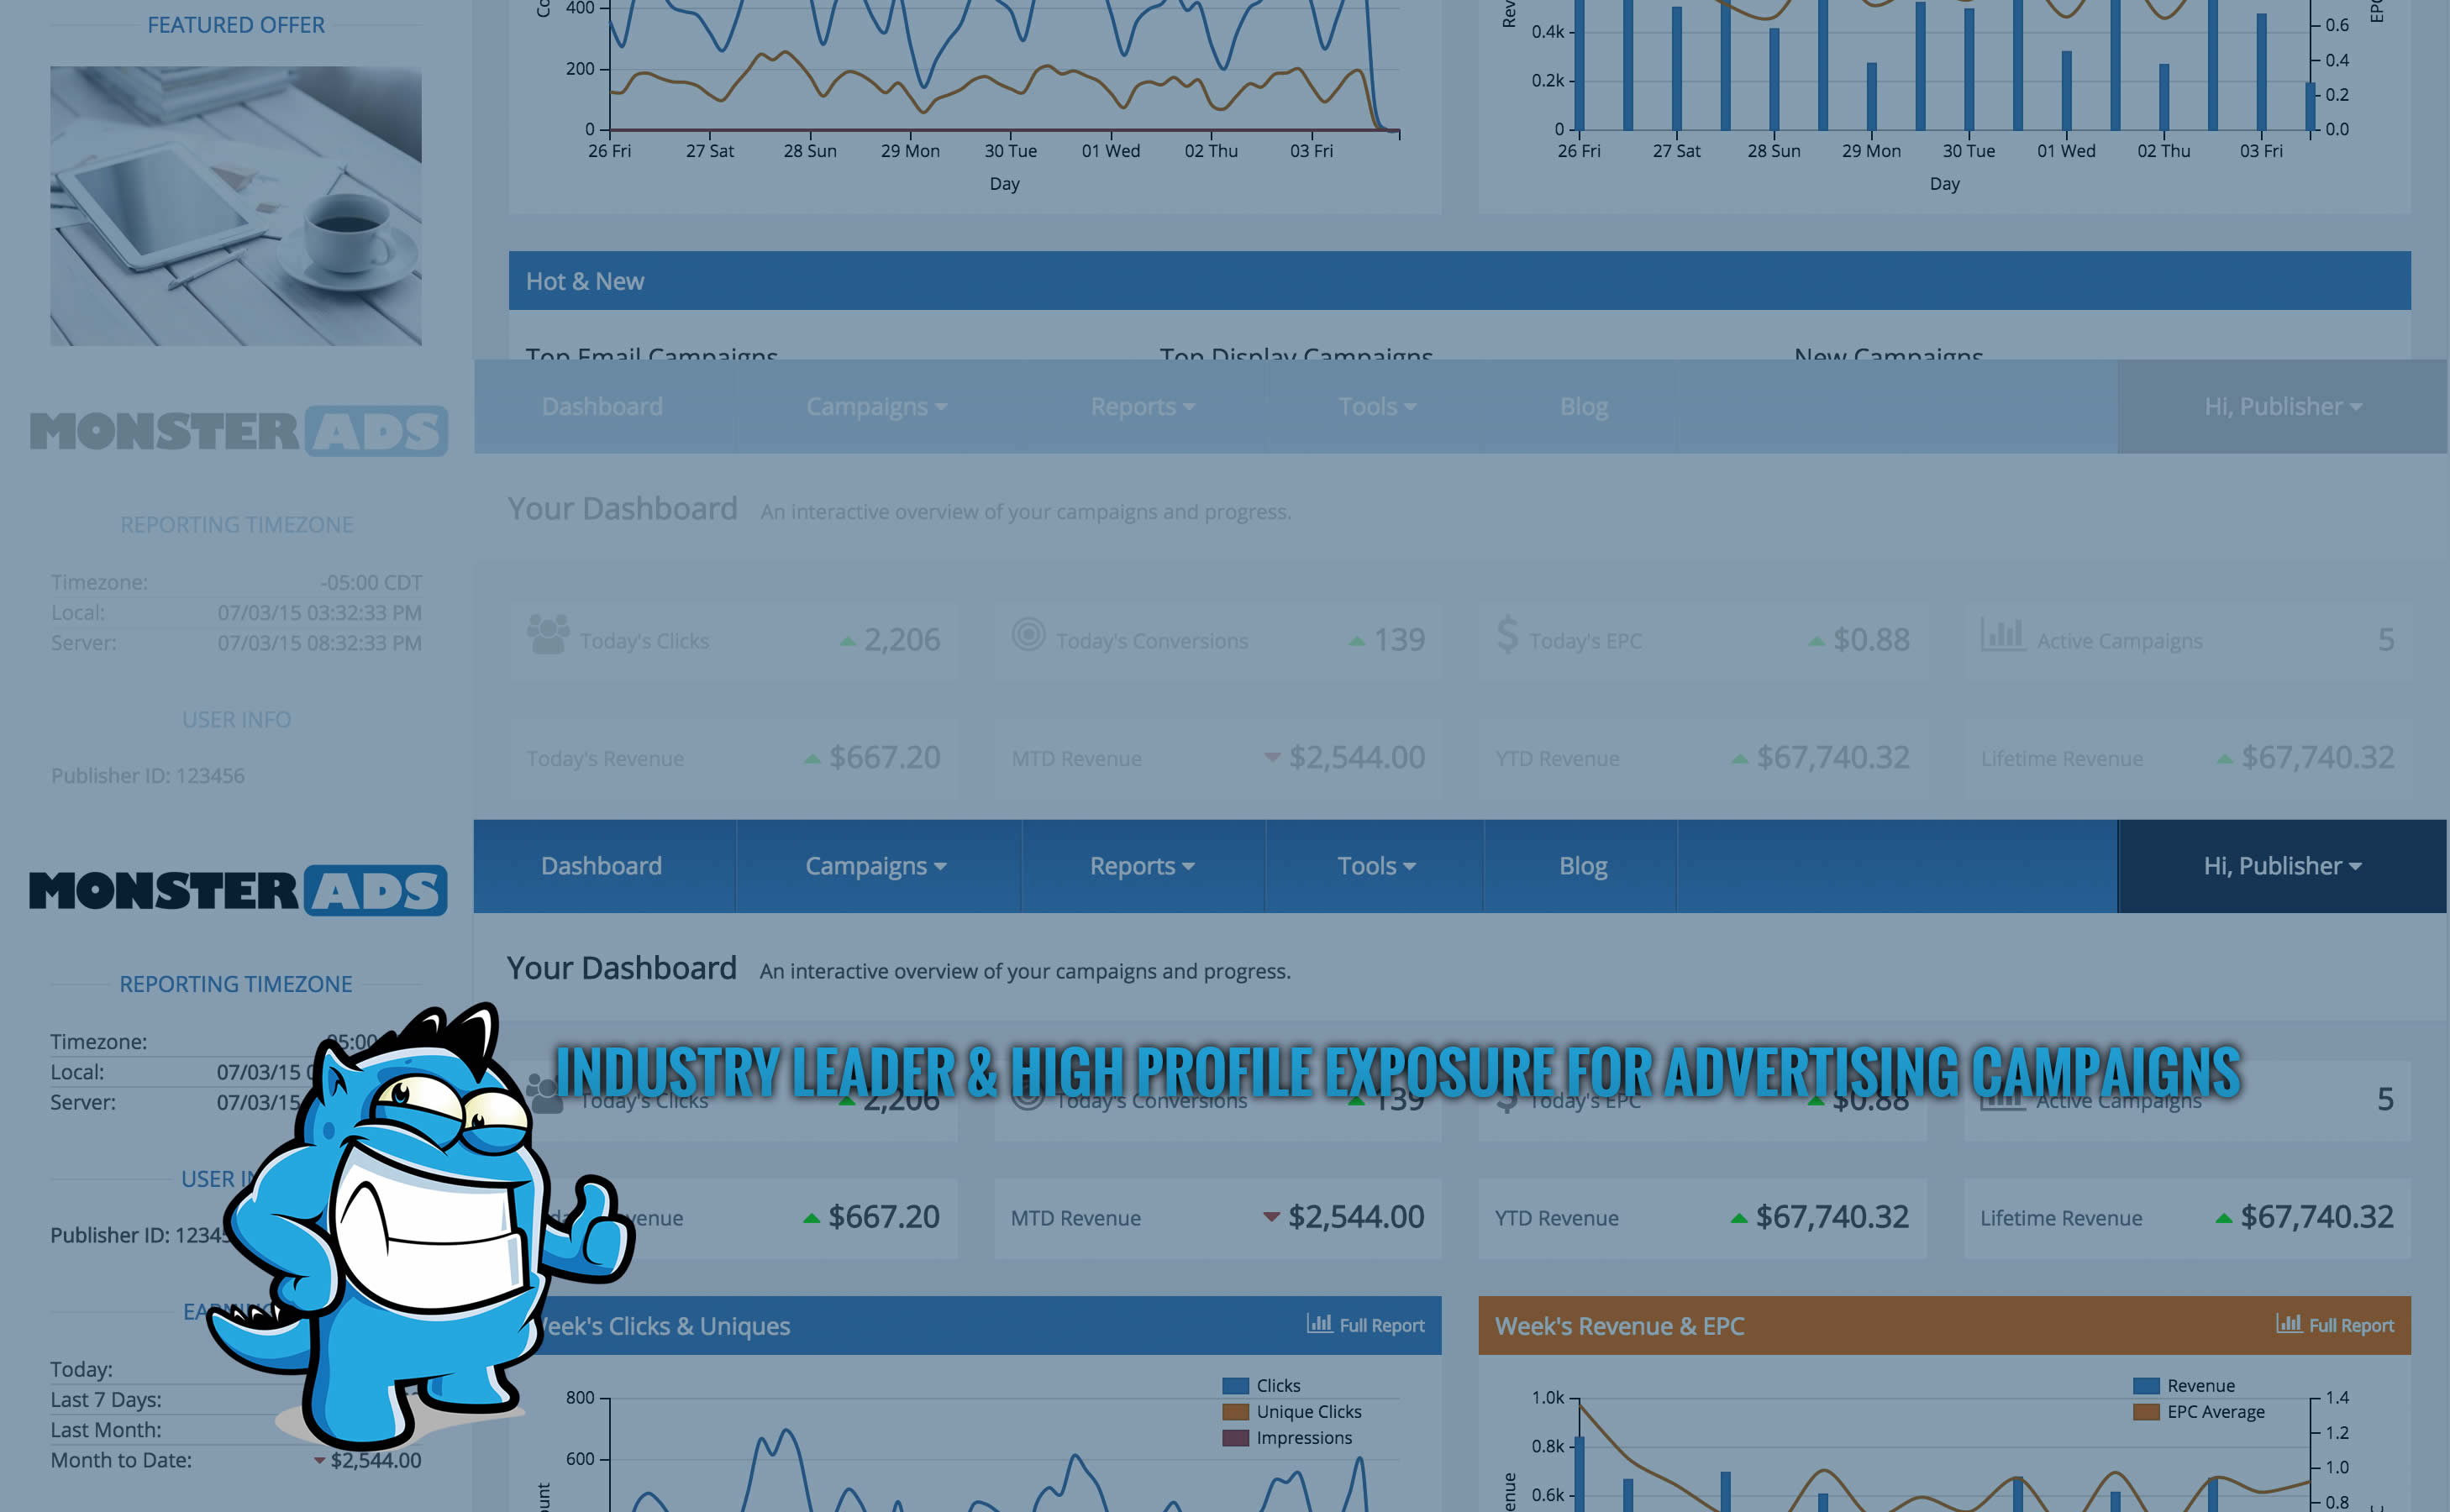 FEATURED OFFER
400
200
0
26 Fri 27 Sat 28 Sun 29 Mon 30 Tue 01 Wed 02 Thu 03 Fri
Day
0.4k
0.2k
0
0.6
0.4
0.2
0.0
EPC
26 Fri 27 Sat 28 Sun 29 Mon 30 Tue 01 Wed 02 Thu 03 Fri
Day
Hot & New
Top Email Campaigns Top Display Campaigns New Campaigns
MONSTER ADS
Dashboard Campaigns Reports Tools Blog Hi, Publisher
Your Dashboard An interactive overview of your campaigns and progress.
REPORTING TIMEZONE
Timezone: -05:00 CDT
Local: 07/03/15 03:32:33 PM
Server: 07/03/15 08:32:33 PM
Today's Clicks 2,206 Today's Conversions 139 Today's EPC $0.88 Active Campaigns 5
USER INFO
Today's Revenue $667.20 MTD Revenue $2,544.00 YTD Revenue $67,740.32 Lifetime Revenue $67,740.32
Publisher ID: 123456
MONSTER ADS
Dashboard Campaigns Reports Tools Blog Hi, Publisher
Your Dashboard An interactive overview of your campaigns and progress.
REPORTING TIMEZONE
Timezone:
Local: 07/03/15
Server: 07/03/15
INDUSTRY LEADER & HIGH PROFILE EXPOSURE FOR ADVERTISING CAMPAIGNS
Today's Clicks 2,206 Today's Conversions 139 Today's EPC $0.88 Active Campaigns 5
USER
$667.20 MTD Revenue $2,544.00 YTD Revenue $67,740.32 Lifetime Revenue $67,740.32
Publisher ID: 12345
Week's Clicks & Uniques Full Report
Week's Revenue & EPC Full Report
Today:
Last 7 Days:
Last Month:
Month to Date: $2,544.00
800
600
Clicks
Unique Clicks
Impressions
1.0k
0.8k
0.6k
Revenue
EPC Average
1.4
1.2
1.0
0.8